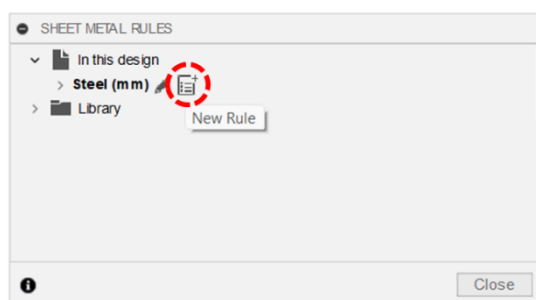 SHEET METAL RULES
In this design
Steel (mm)
Library
New Rule
Close